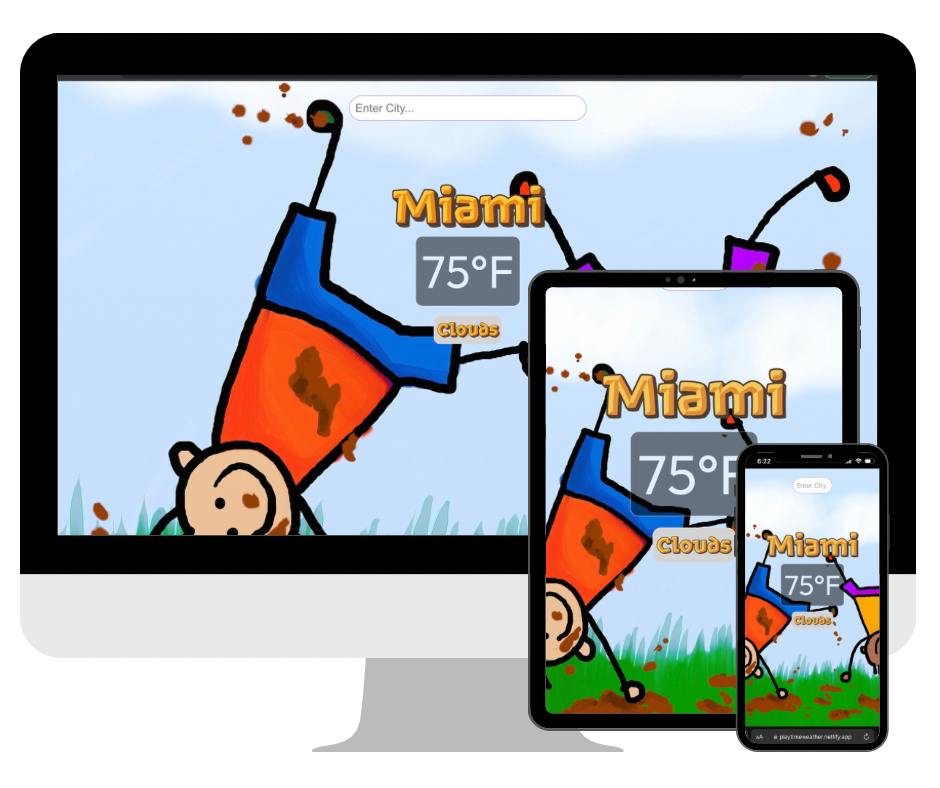 Enter City...
Miami
75°F
Clouds
Miami
75°F
Clouds
6:22
Enter City.
Miami
75°F
Clouds
AA playtimeweather.netlify.app